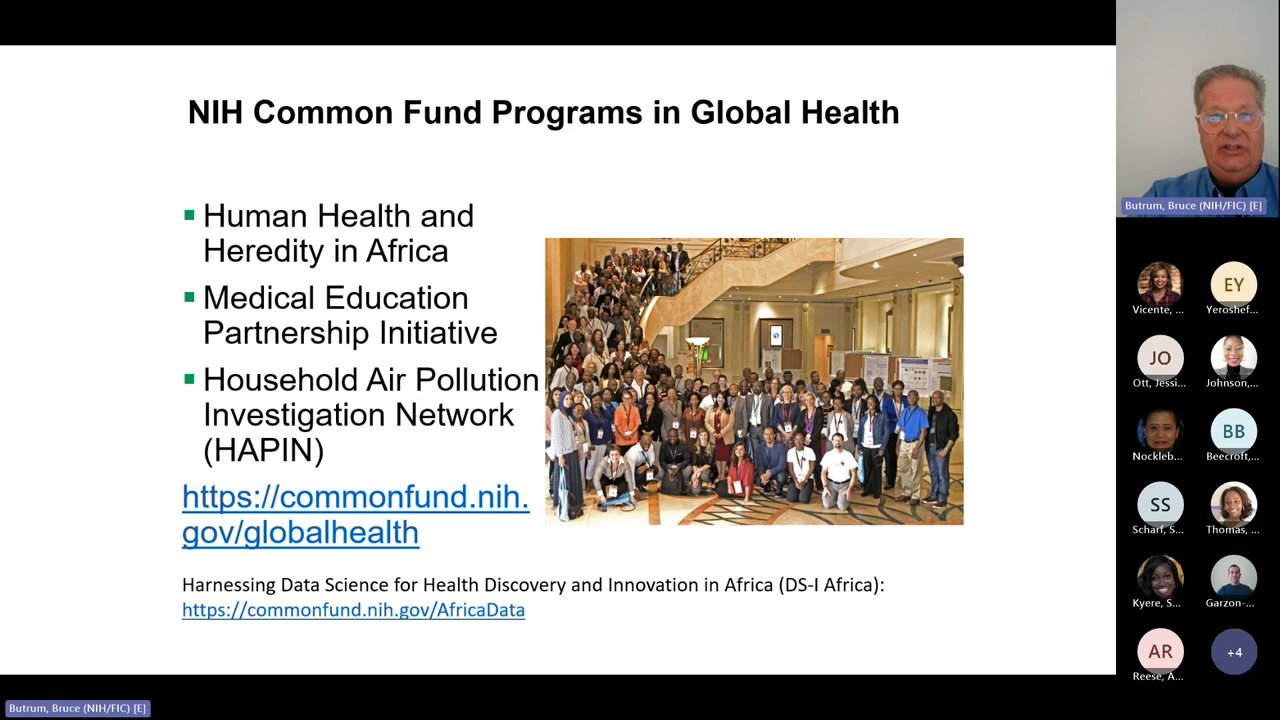 NIH Common Fund Programs in Global Health
▪ Human Health and
Heredity in Africa
▪ Medical Education
Partnership Initiative
▪ Household Air Pollution
Investigation Network
(HAPIN)
https://commonfund.nih.
gov/globalhealth
Harnessing Data Science for Health Discovery and Innovation in Africa (DS-I Africa):
https://commonfund.nih.gov/AfricaData
Butrum, Bruce (NIH/FIC) [E]
Butrum, Bruce (NIH/FIC) [E]
EY
Vicente, ...
Yeroshef...
JO
Ott, Jessi...
Johnson,...
BB
Nockleb...
Beecroft,...
SS
Scharf, S...
Thomas, ...
Kyere, S...
Garzon-...
AR
+4
Reese, A...